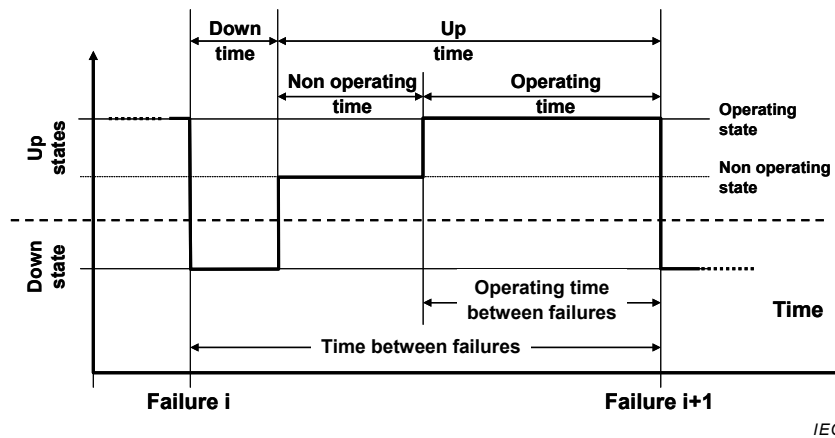 Down
time
Up
time
Non operating
time
Operating
time
Operating
state
Non operating
state
Up
states
Down
state
Operating time
between failures
Time
Time between failures
Failure i
Failure i+1